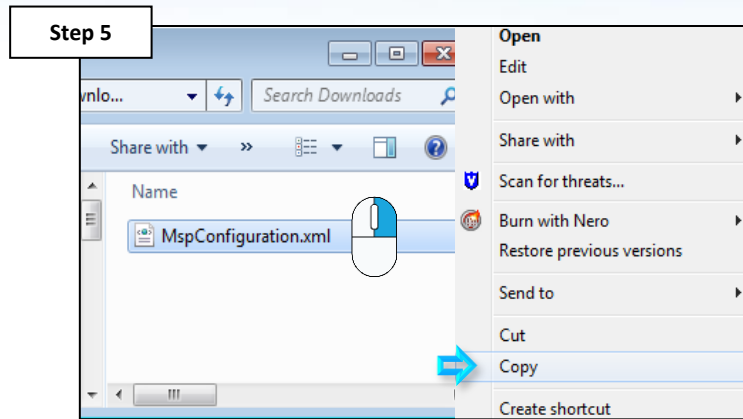 Step 5
wnlo...
Search Downloads
Share with
»
Name
MspConfiguration.xml
Open
Edit
Open with
Share with
Scan for threats...
Burn with Nero
Restore previous versions
Send to
Cut
Copy
Create shortcut